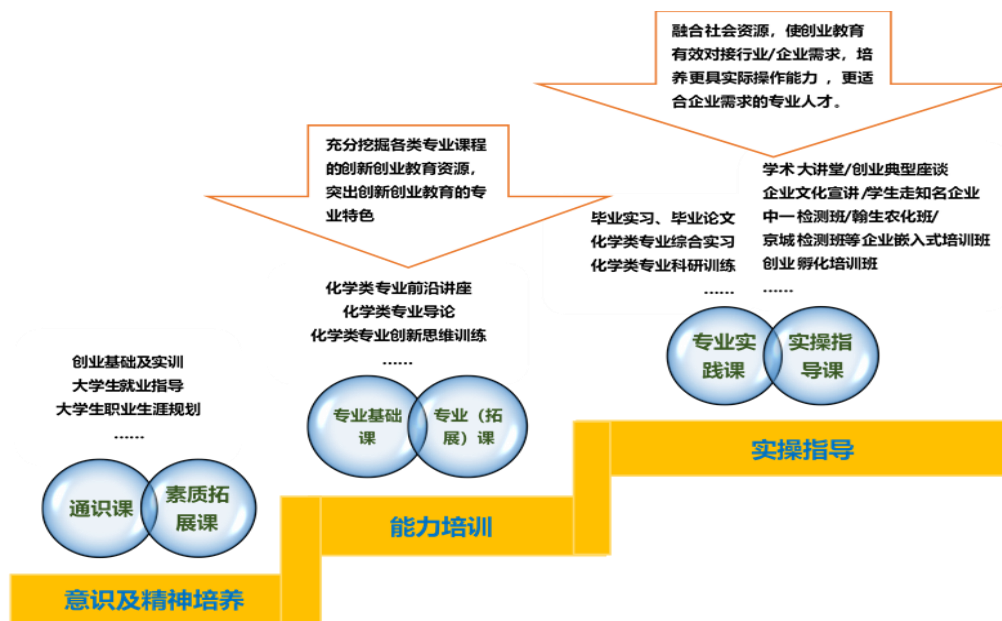 融合社会资源，使创业教育
有效对接行业/企业需求，培
养更具实际操作能力 ，更适
合企业需求的专业人才。
充分挖掘各类专业课程
的创新创业教育资源，
突出创新创业教育的专
业特色
学术 大讲堂/创业典型座谈
企业文化宣讲/学生走知名企业
中一 检测班/翰生农化班/
京城 检测班等企业嵌入式培训班
创业 孵化培训班
......
毕业实习、毕业论文
化学类专业综合实习
化学类专业科研训练
......
化学类专业前沿讲座
化学类专业导论
化学类专业创新思维训练
......
创业基础及实训
大学生就业指导
大学生职业生涯规划
......
专业实
践课
实操指
导课
专业基础
课
专业（拓
展）课
通识课
素质拓
展课
实操指导
能力培训
意识及精神培养